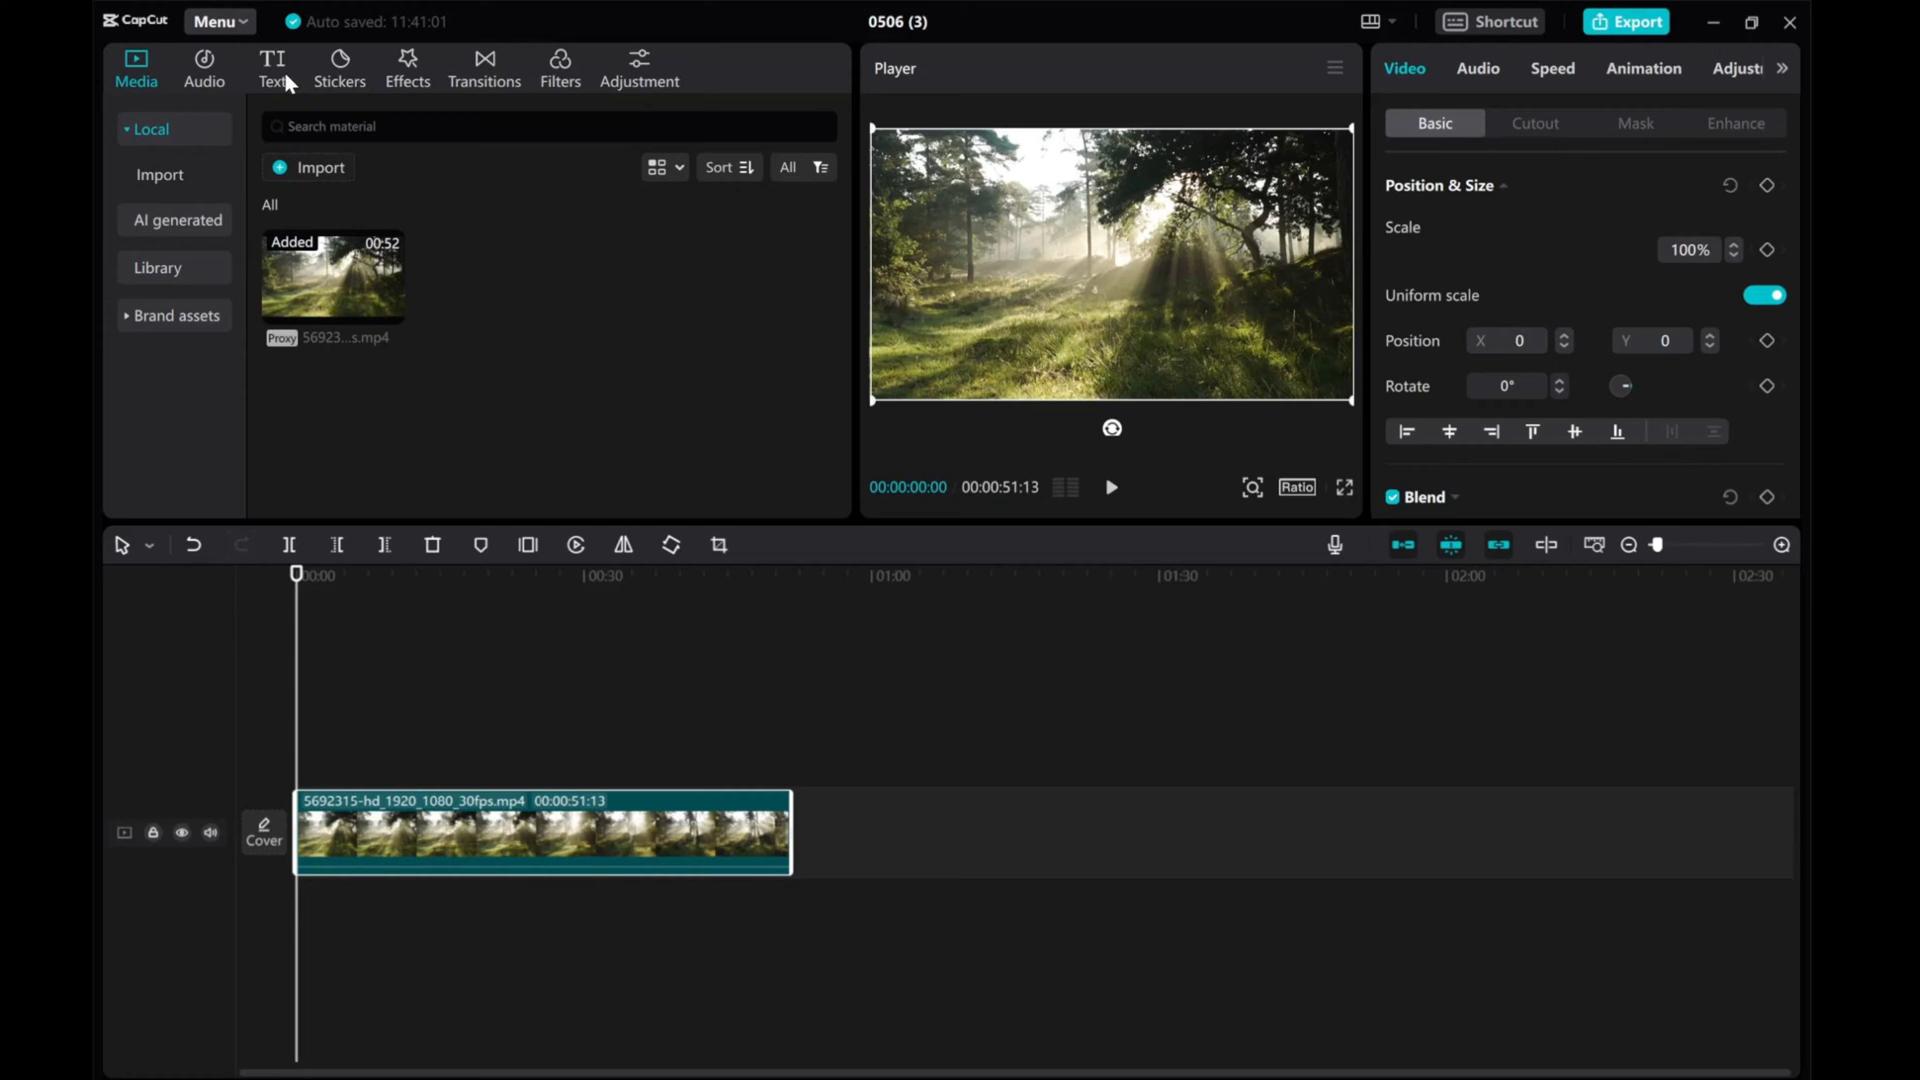 CapCut
Menu
Auto saved: 11:41:01
0506 (3)
Shortcut
Export
Media
Audio
TI
Text
Stickers
Effects
Transitions
Filters
Adjustment
Local
Import
AI generated
Library
Brand assets
Search material
Import
Sort
All
All
Added
00:52
Proxy
56923...s.mp4
Player
00:00:00:00
00:00:51:13
Ratio
Video
Audio
Speed
Animation
Adjust
Basic
Cutout
Mask
Enhance
Position & Size
Scale
100%
Uniform scale
Position
X 0
Y 0
Rotate
0°
Blend
00:00
00:30
01:00
01:30
02:00
02:30
Cover
5692315-hd_1920_1080_30fps.mp4 00:00:51:13